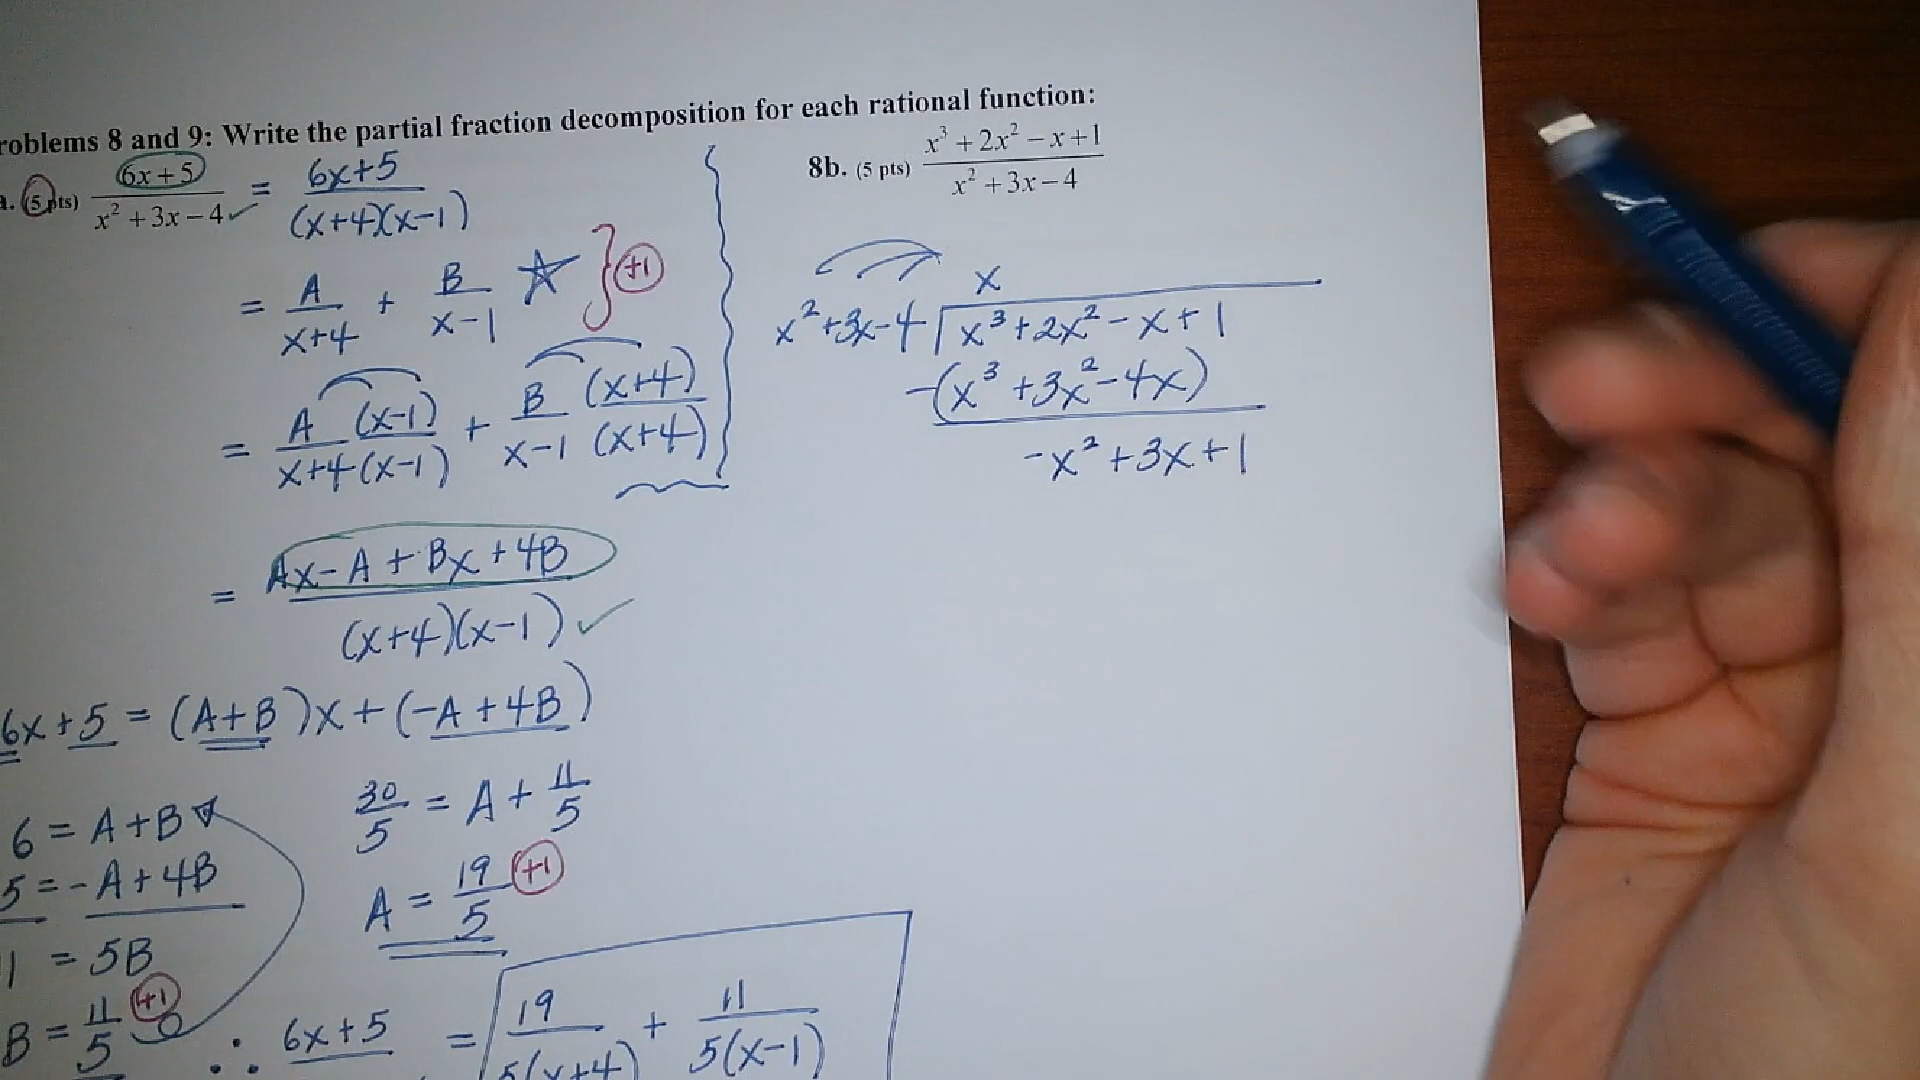 roblems 8 and 9: Write the partial fraction decomposition for each rational function:
(5 pts) 6x + 5 / x² + 3x − 4 ✓ = 6x+5 / (x+4)(x-1)
= A / x+4 + B / x-1 ☆ } +1
= A (x-1) / x+4 (x-1) + B (x+4) / x-1 (x+4)
= Ax-A+Bx+4B / (x+4)(x-1) ✓
6x+5 = (A+B)x+(-A+4B)
6 = A+B
5 = -A+4B
1 = 5B
B = 11/5 +1
30/5 = A + 11/5
A = 19/5 +1
∴ 6x+5 = 19 / 5(x+4) + 11 / 5(x-1)
8b. (5 pts) x³ + 2x² − x + 1 / x² + 3x − 4
x
x²+3x-4 x³+2x²-x+1
-(x³+3x²-4x)
-x²+3x+1